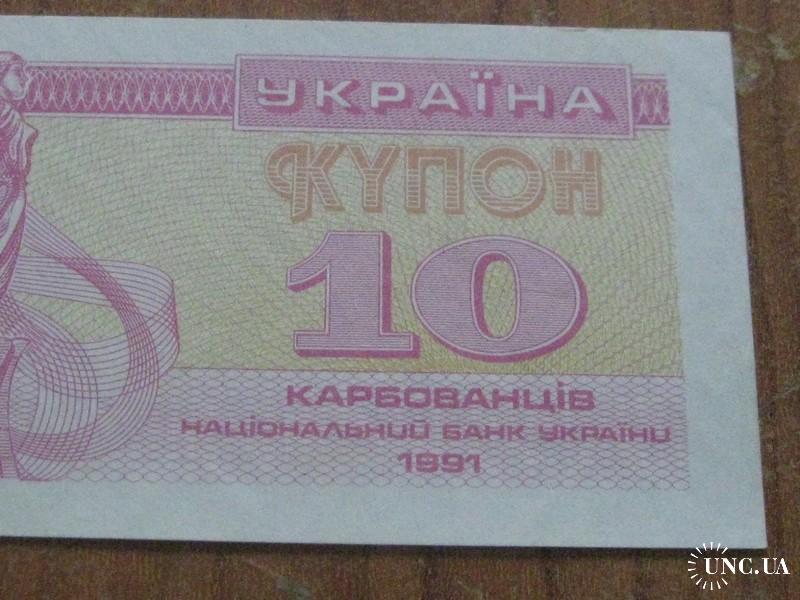 УКРАЇНА
КУПОН
10
КАРБОВАНЦІВ
НАЦІОНАЛЬНИЙ БАНК УКРАЇНИ
1991
UNC.UA